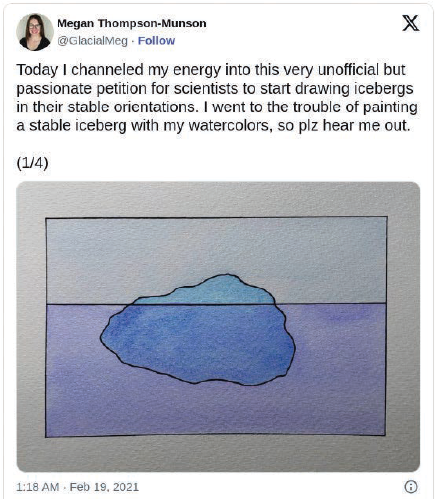 Megan Thompson-Munson
@GlacialMeg · Follow
Today I channeled my energy into this very unofficial but
passionate petition for scientists to start drawing icebergs
in their stable orientations. I went to the trouble of painting
a stable iceberg with my watercolors, so plz hear me out.
(1/4)
1:18 AM · Feb 19, 2021